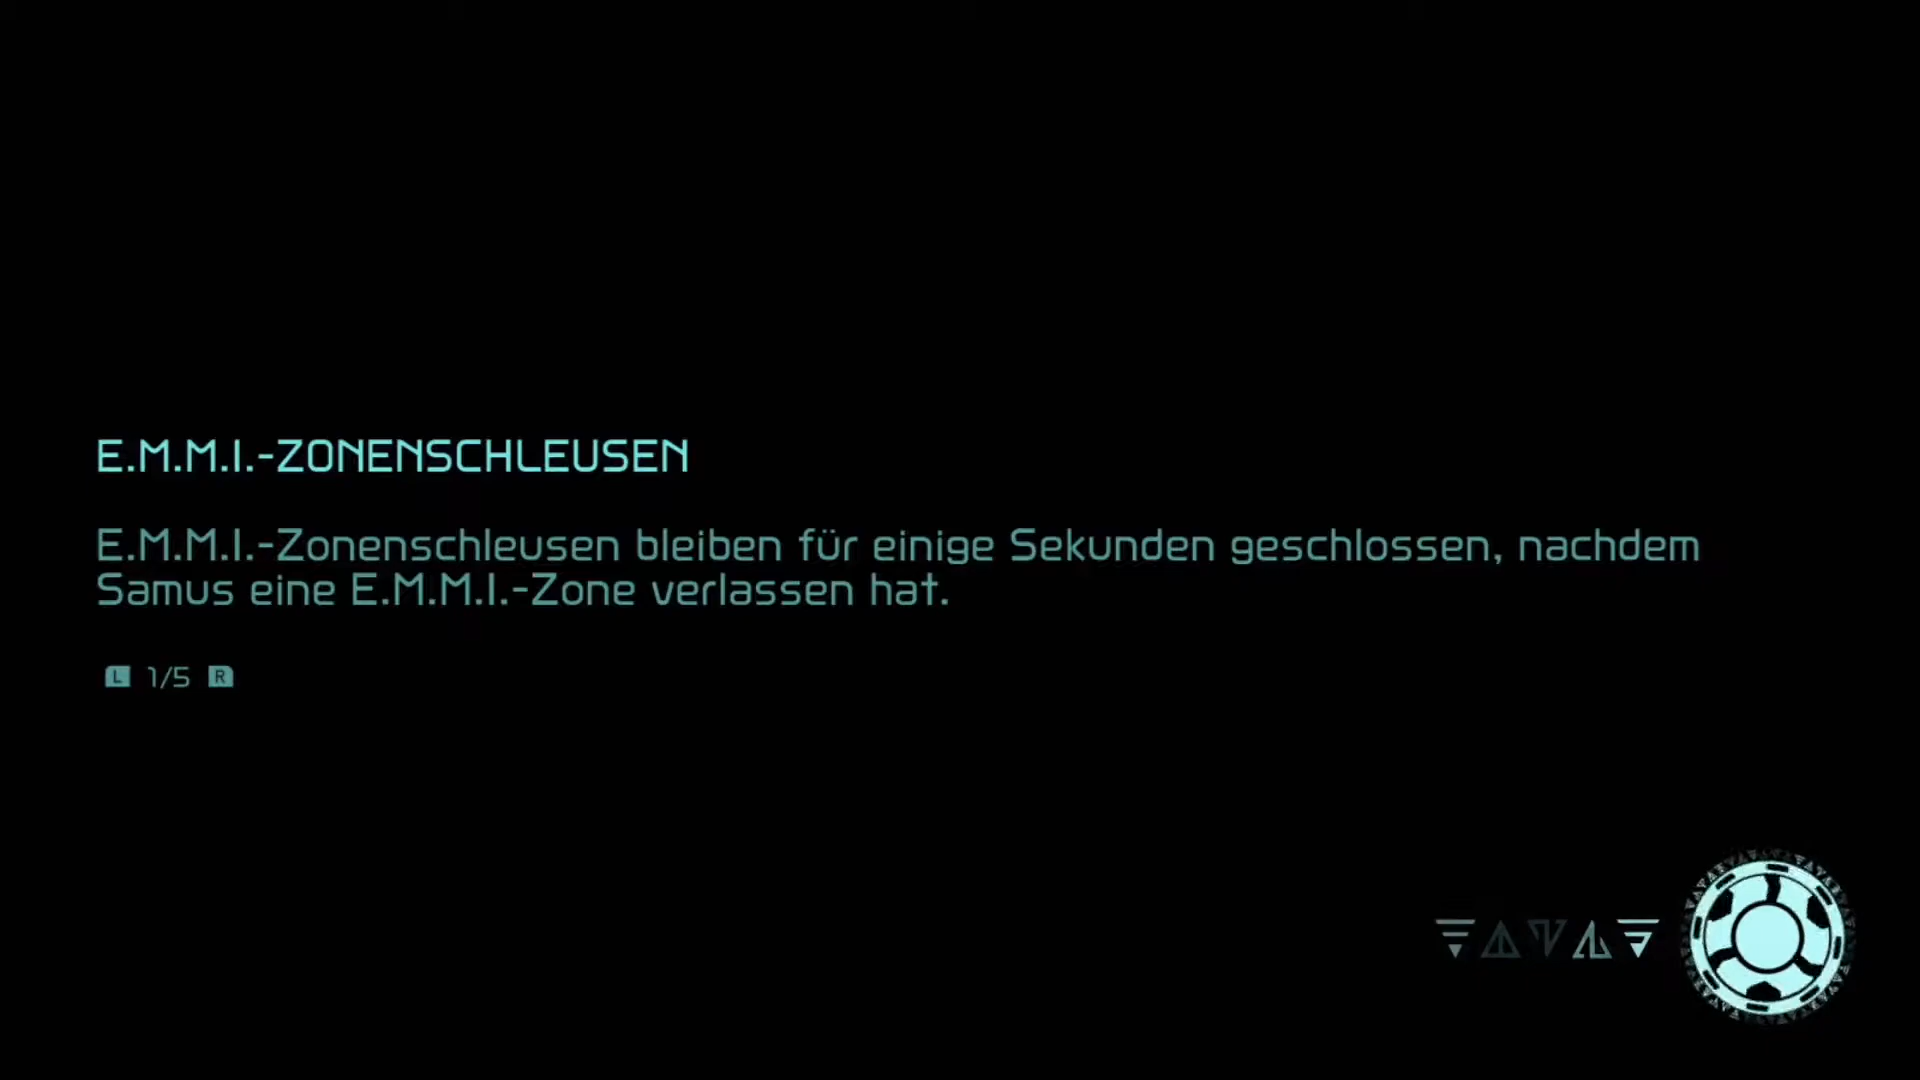 E.M.M.I.-ZONENSCHLEUSEN
E.M.M.I.-Zonenschleusen bleiben für einige Sekunden geschlossen, nachdem
Samus eine E.M.M.I.-Zone verlassen hat.
L 1/5 R